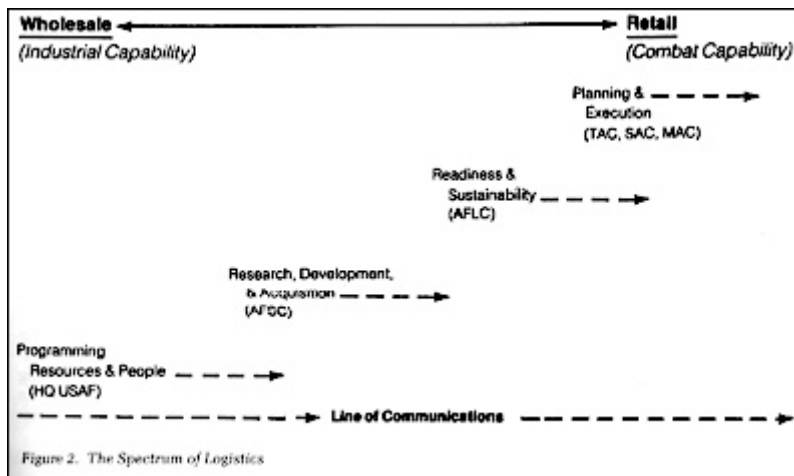 Wholesale Retail
(Industrial Capability) (Combat Capability)
Planning &
Execution
(TAC, SAC, MAC)
Readiness &
Sustainability
(AFLC)
Research, Development,
& Acquisition
(AFSC)
Programming
Resources & People
(HQ USAF)
Line of Communications
Figure 2. The Spectrum of Logistics